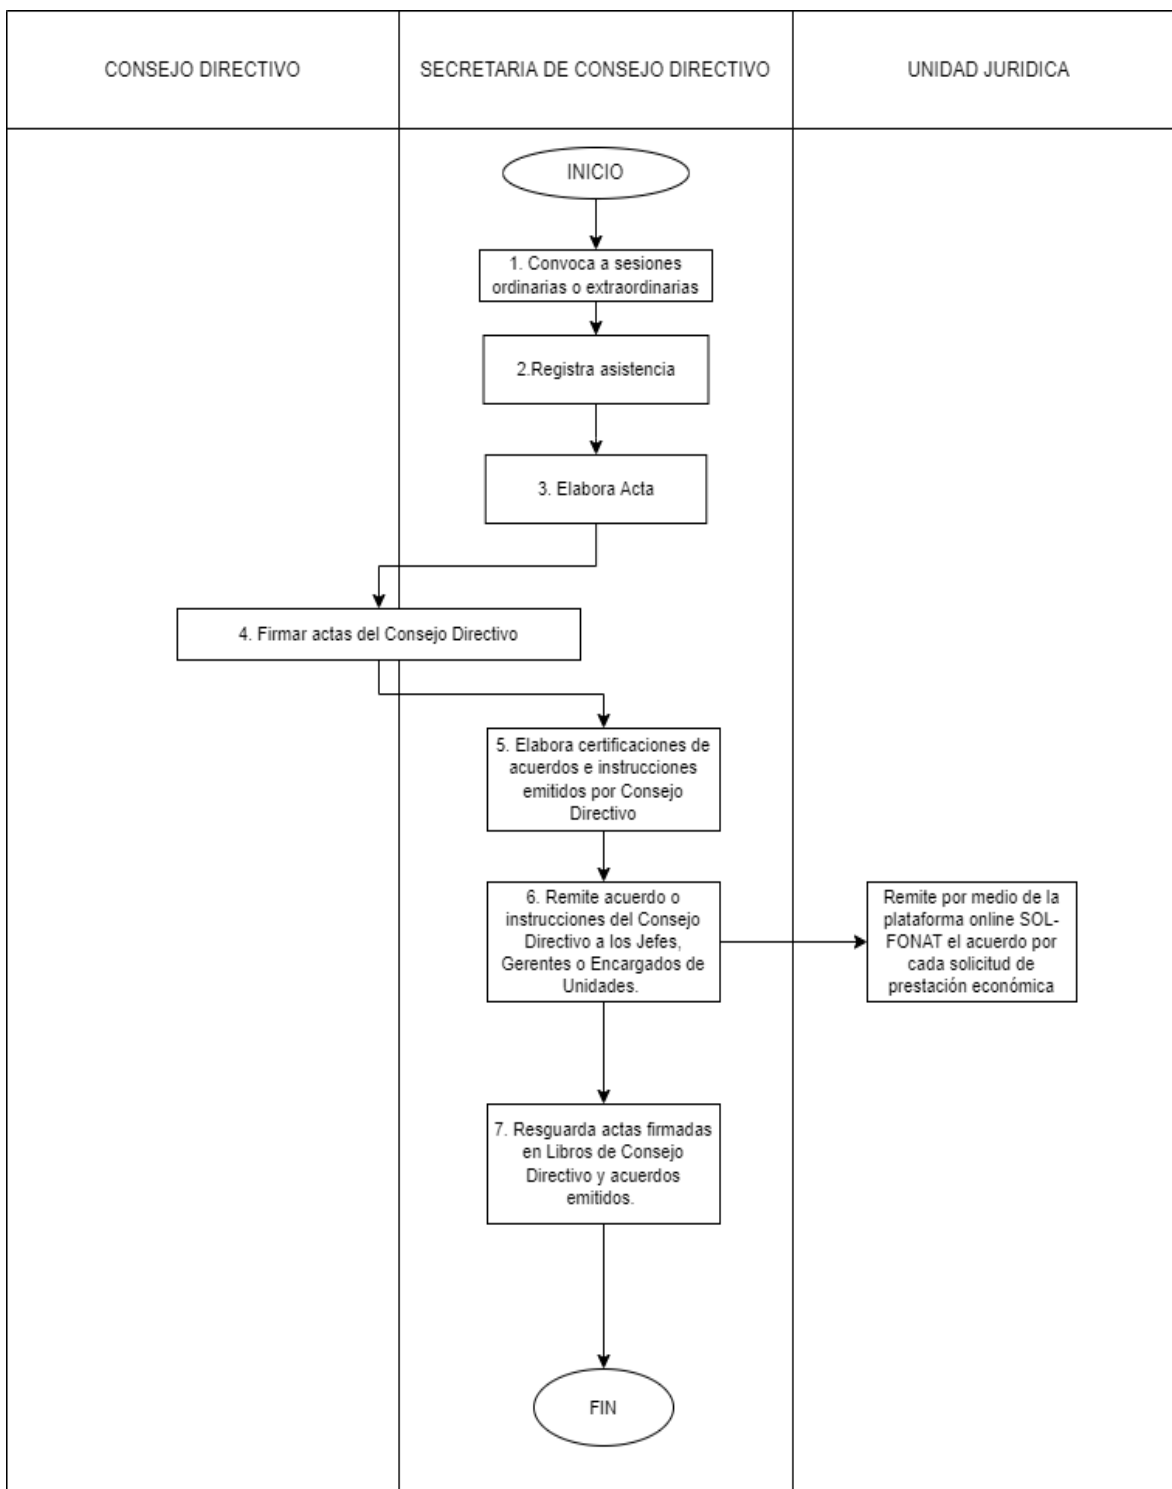 CONSEJO DIRECTIVO
SECRETARIA DE CONSEJO DIRECTIVO
UNIDAD JURIDICA
INICIO
1. Convoca a sesiones
ordinarias o extraordinarias
2.Registra asistencia
3. Elabora Acta
4. Firmar actas del Consejo Directivo
5. Elabora certificaciones de
acuerdos e instrucciones
emitidos por Consejo
Directivo
6. Remite acuerdo o
instrucciones del Consejo
Directivo a los Jefes,
Gerentes o Encargados de
Unidades.
Remite por medio de la
plataforma online SOL-
FONAT el acuerdo por
cada solicitud de
prestación económica
7. Resguarda actas firmadas
en Libros de Consejo
Directivo y acuerdos
emitidos.
FIN